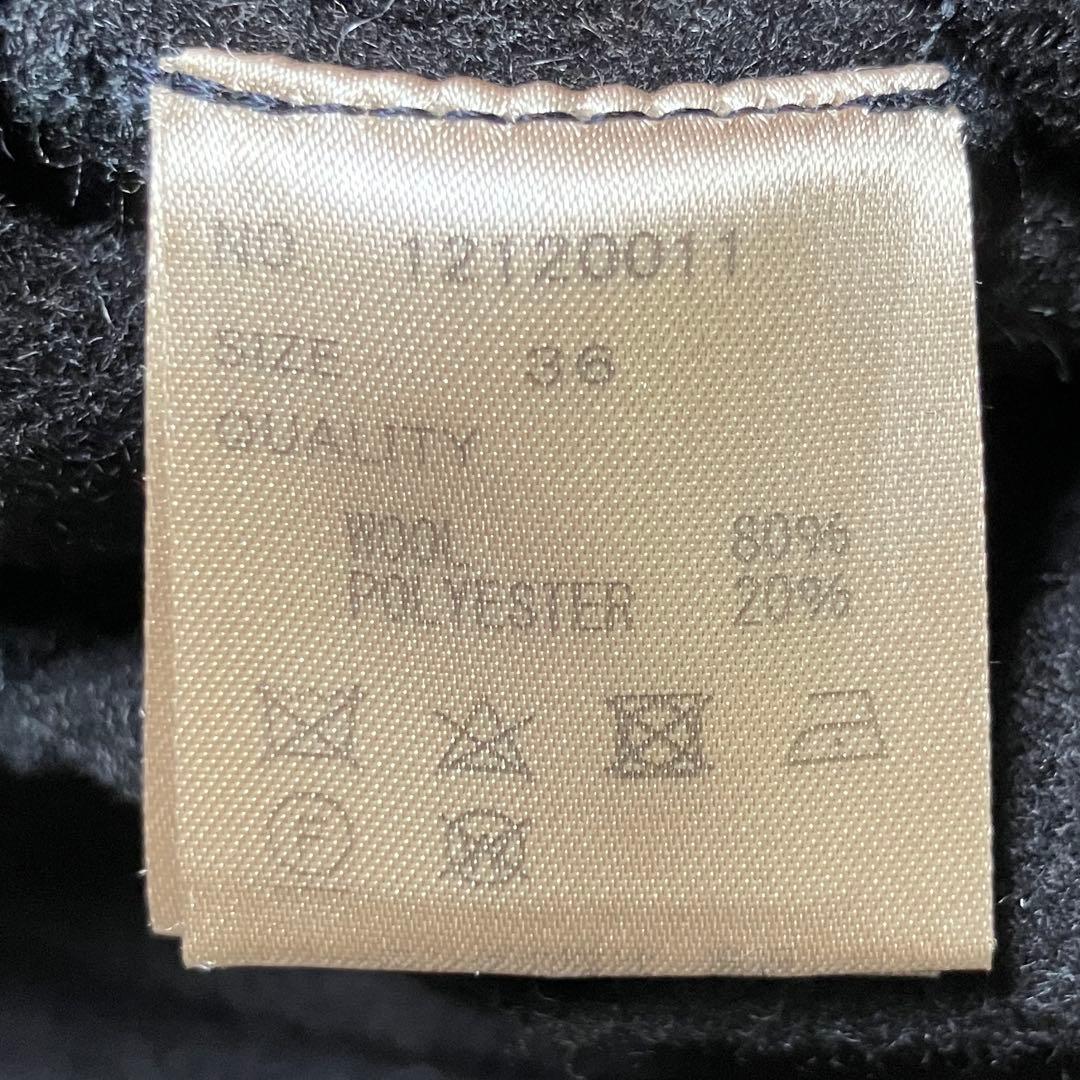 NO. 12120011
SIZE 36
QUALITY
WOOL 80%
POLYESTER 20%